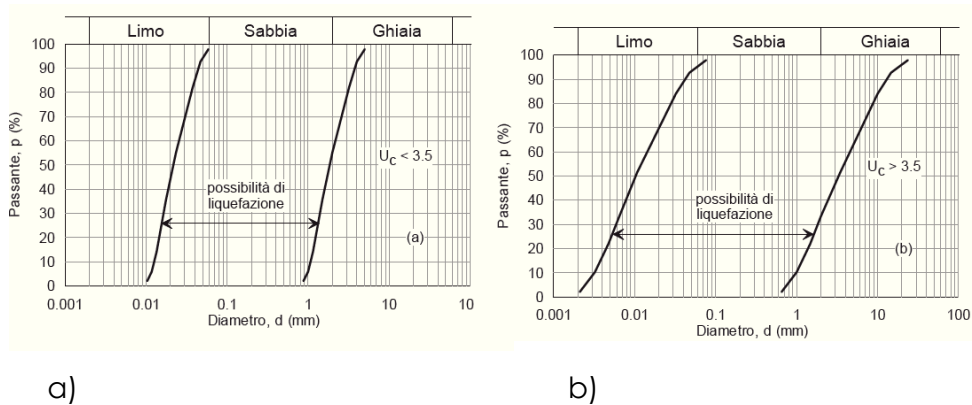 Limo Sabbia Ghiaia
100
90
80
70
60
50
40
30
20
10
0
Passante, p (%)
U_C < 3.5
possibilità di
liquefazione
(a)
0.001 0.01 0.1 1 10 10
Diametro, d (mm)
a)
Limo Sabbia Ghiaia
100
90
80
70
60
50
40
30
20
10
0
Passante, p (%)
U_C > 3.5
possibilità di
liquefazione
(b)
0.001 0.01 0.1 1 10 100
Diametro, d (mm)
b)